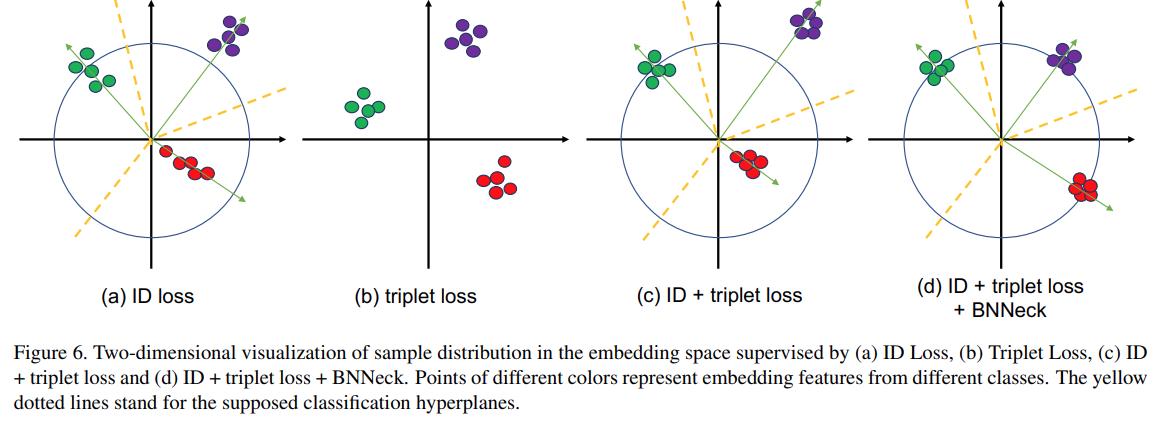 (a) ID loss
(b) triplet loss
(c) ID + triplet loss
(d) ID + triplet loss
+ BNNeck
Figure 6. Two-dimensional visualization of sample distribution in the embedding space supervised by (a) ID Loss, (b) Triplet Loss, (c) ID
+ triplet loss and (d) ID + triplet loss + BNNeck. Points of different colors represent embedding features from different classes. The yellow
dotted lines stand for the supposed classification hyperplanes.